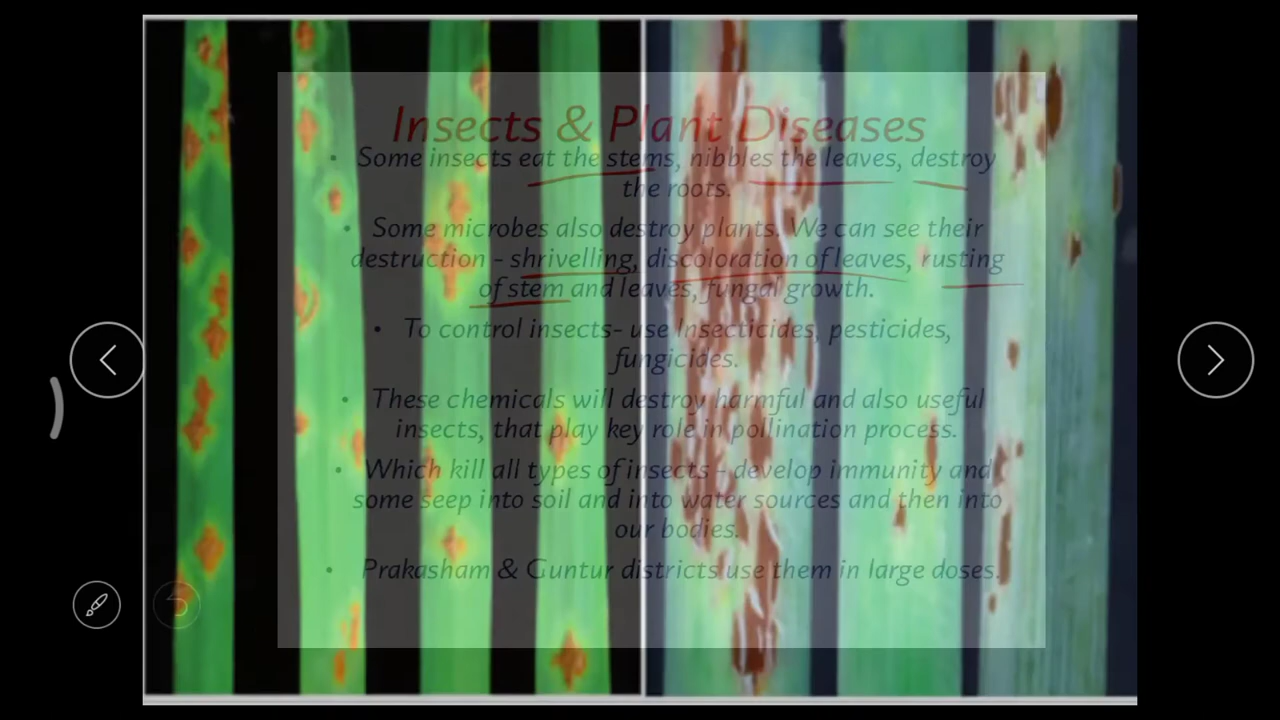 Insects & Plant Diseases
• Some insects eat the stems, nibbles the leaves, destroy
the roots.
• Some microbes also destroy plants. We can see their
destruction - shrivelling, discoloration of leaves, rusting
of stem and leaves, fungal growth.
• To control insects- use Insecticides, pesticides,
fungicides.
• These chemicals will destroy harmful and also useful
insects, that play key role in pollination process.
• Which kill all types of insects - develop immunity and
some seep into soil and into water sources and then into
our bodies.
• Prakasham & Guntur districts use them in large doses.